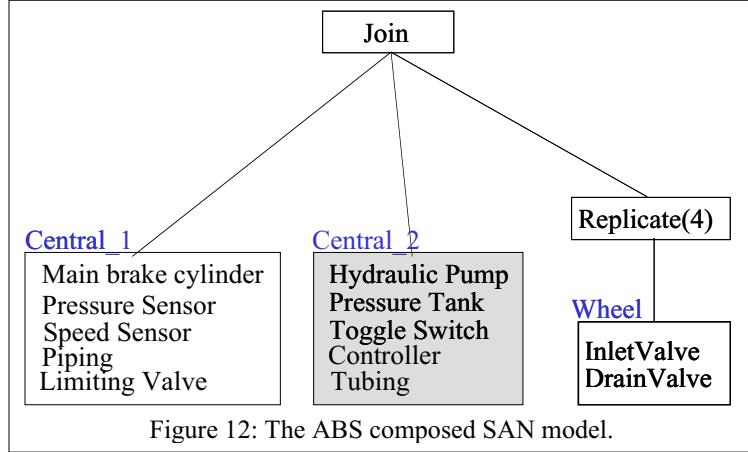 Join
Replicate(4)
Central_1
Main brake cylinder
Pressure Sensor
Speed Sensor
Piping
Limiting Valve
Central_2
Hydraulic Pump
Pressure Tank
Toggle Switch
Controller
Tubing
Wheel
InletValve
DrainValve
Figure 12: The ABS composed SAN model.